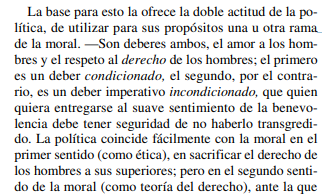 La base para esto la ofrece la doble actitud de la po-
lítica, de utilizar para sus propósitos una u otra rama
de la moral. —Son deberes ambos, el amor a los hom-
bres y el respeto al derecho de los hombres; el primero
es un deber condicionado, el segundo, por el contra-
rio, es un deber imperativo incondicionado, que quien
quiera entregarse al suave sentimiento de la benevo-
lencia debe tener seguridad de no haberlo transgredi-
do. La política coincide fácilmente con la moral en el
primer sentido (como ética), en sacrificar el derecho de
los hombres a sus superiores; pero en el segundo senti-
do de la moral (como teoría del derecho), ante la que